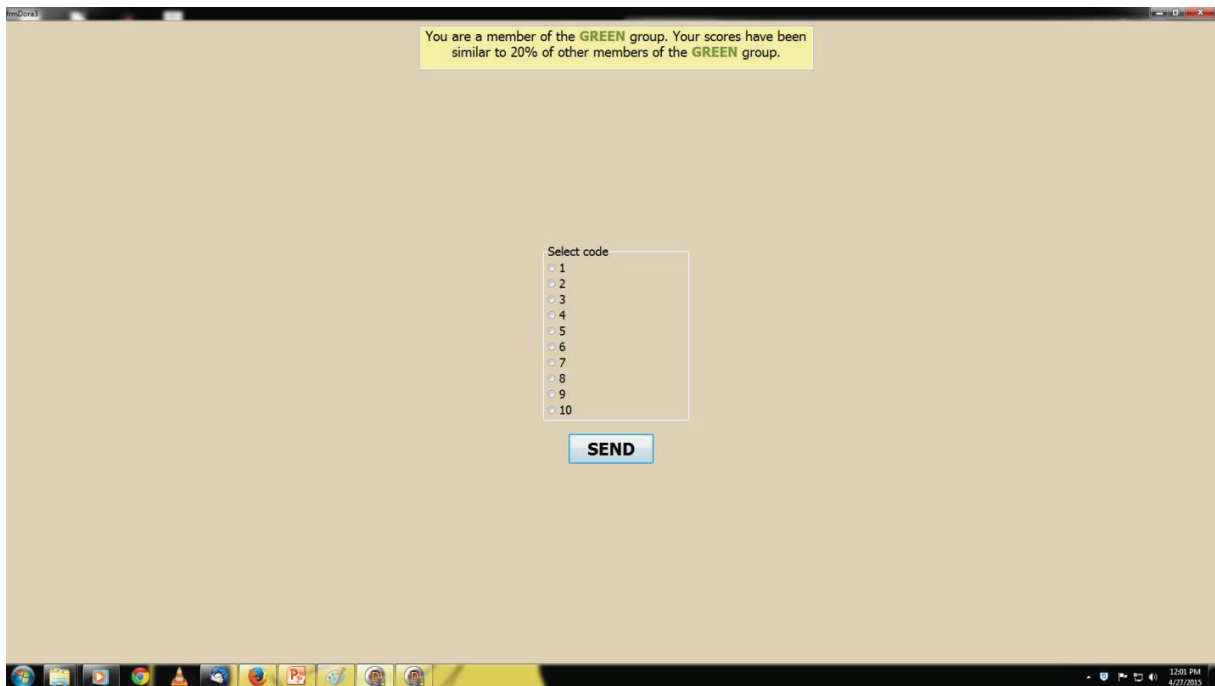 frmDora3
You are a member of the GREEN group. Your scores have been
similar to 20% of other members of the GREEN group.
Select code
1
2
3
4
5
6
7
8
9
10
SEND
12:01 PM
4/27/2015